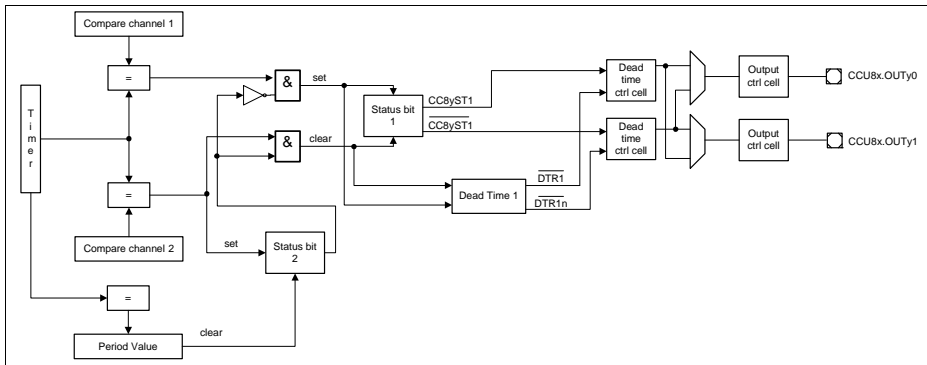 Compare channel 1
=
Timer
&
set
Status bit
1
CC8yST1
CC8yST1
Dead
time
ctrl cell
Output
ctrl cell
CCU8x.OUTy0
&
clear
Dead
time
ctrl cell
Output
ctrl cell
CCU8x.OUTy1
=
Dead Time 1
DTR1
DTR1n
Compare channel 2
set
Status bit
2
=
clear
Period Value